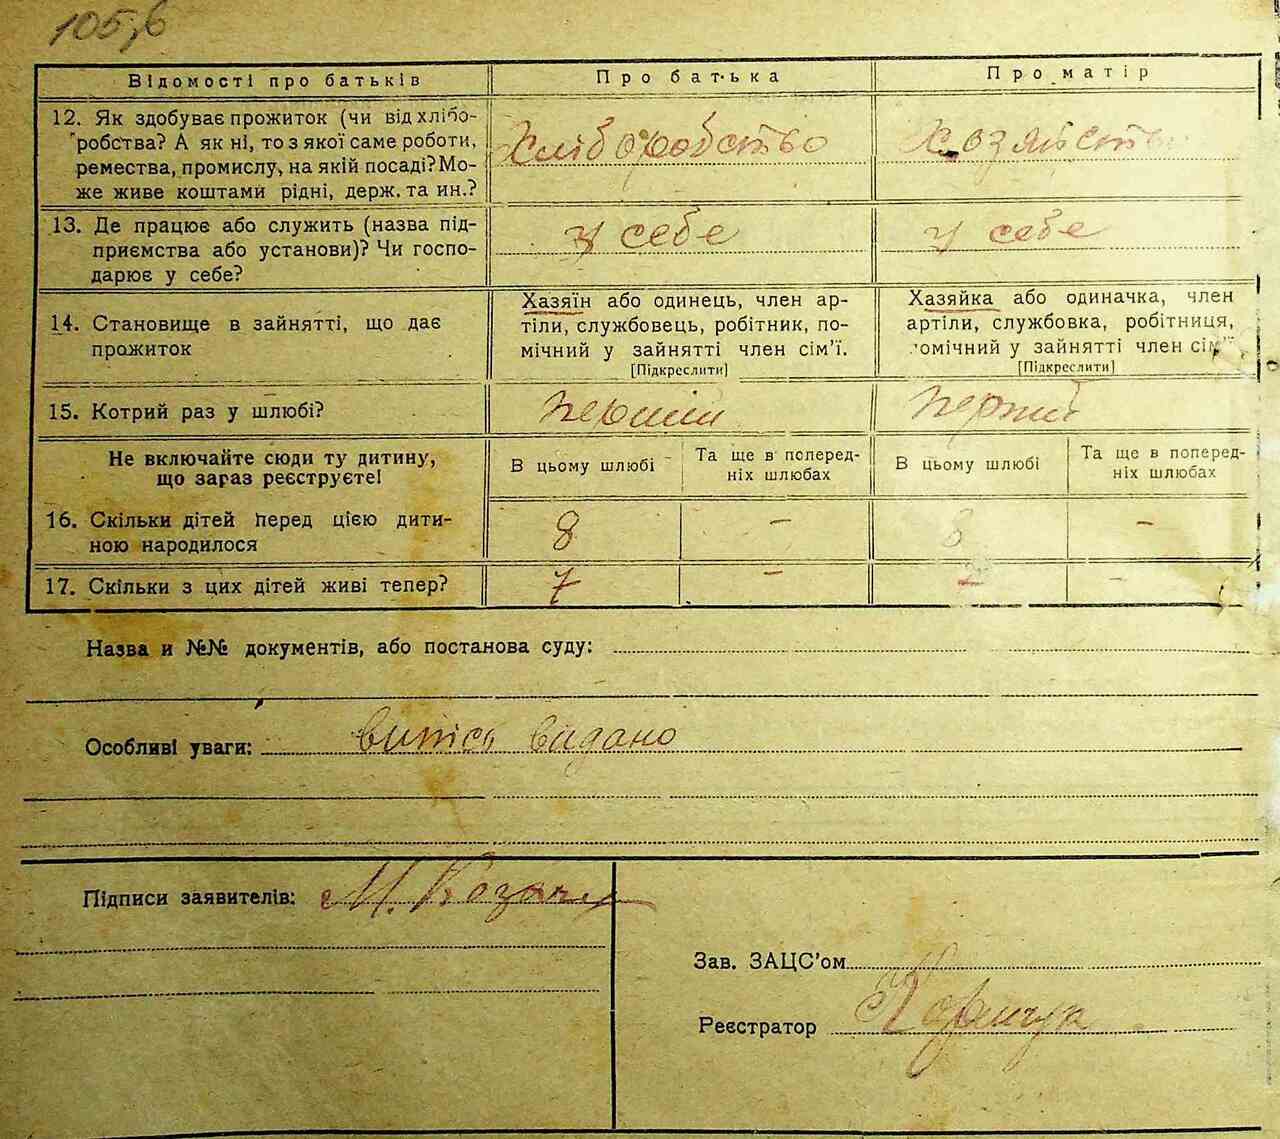 Відомості про батьків
Про батька
Про матір
12. Як здобуває прожиток (чи від хлібо-
робства? А як ні, то з якої саме роботи,
ремества, промислу, на якій посаді? Мо-
же живе коштами рідні, держ. та ин.?
Хліборобство
Хозяйство
13. Де працює або служить (назва під-
приємства або установи)? Чи госпо-
дарює у себе?
у себе
у себе
14. Становище в зайнятті, що дає
прожиток
Хазяїн або одинець, член ар-
тіли, службовець, робітник, по-
мічний у зайнятті член сім'ї.
[Підкреслити]
Хазяйка або одиначка, член
артіли, службовка, робітниця,
помічний у зайнятті член сім'ї
[Підкреслити]
15. Котрий раз у шлюбі?
Перший
Перший
Не включайте сюди ту дитину,
що зараз реєструєте!
В цьому шлюбі
Та ще в поперед-
ніх шлюбах
В цьому шлюбі
Та ще в поперед-
ніх шлюбах
16. Скільки дітей перед цією дити-
ною народилося
8 - 8 -
17. Скільки з цих дітей живі тепер?
7 - -
Назва и №№ документів, або постанова суду:
Особливі уваги: випись видано
Підписи заявителів: М.
Зав. ЗАЦС'ом
Реєстратор